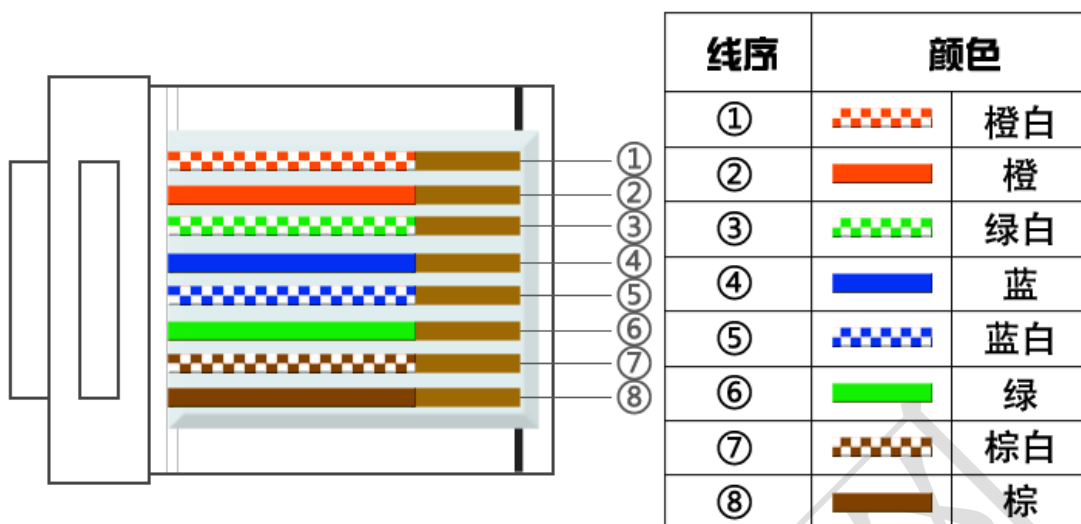 ①
②
③
④
⑤
⑥
⑦
⑧
线序 颜色
① 橙白
② 橙
③ 绿白
④ 蓝
⑤ 蓝白
⑥ 绿
⑦ 棕白
⑧ 棕